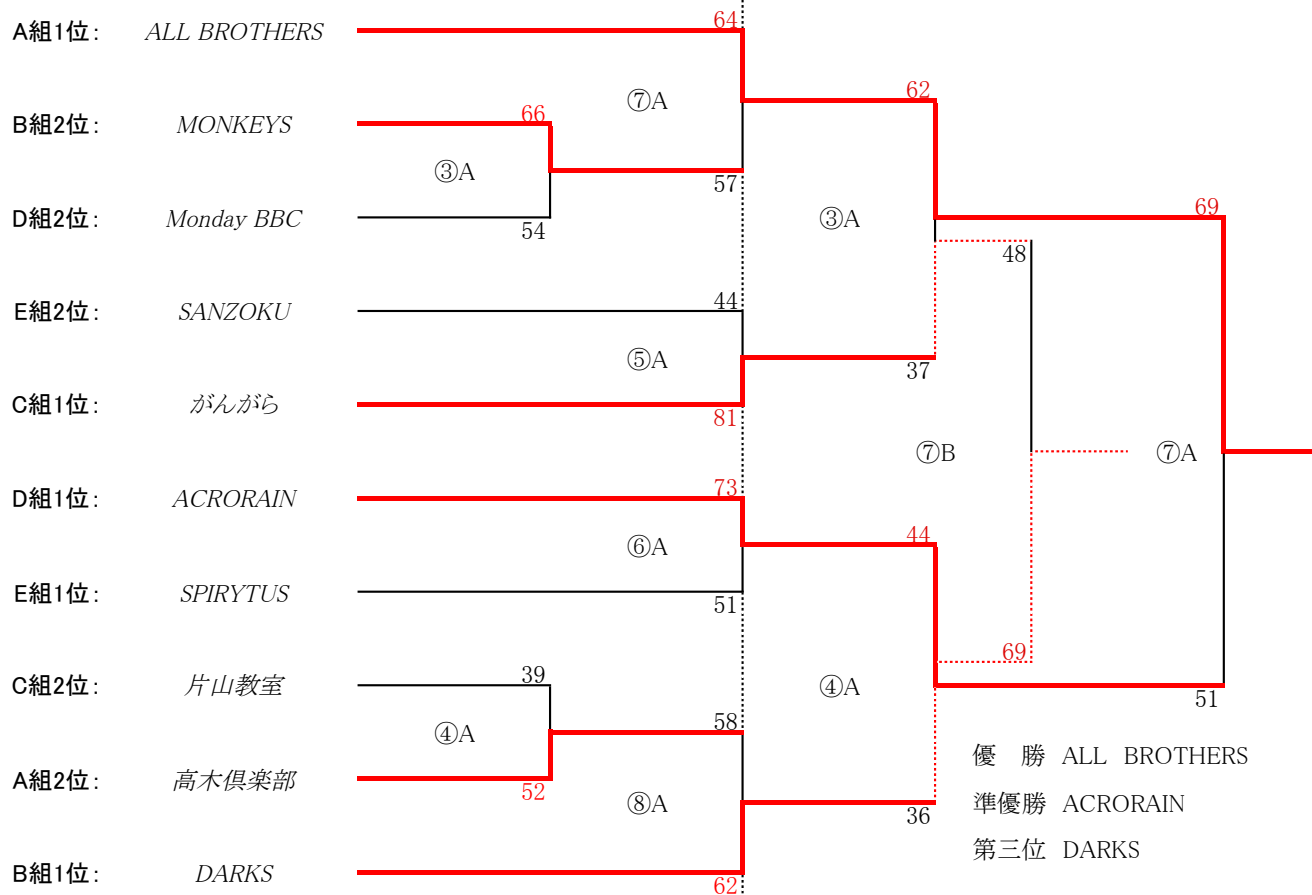 64
A組1位: ALL BROTHERS
⑦A
62
66
B組2位: MONKEYS
③A
57
D組2位: Monday BBC
54
③A
69
48
E組2位: SANZOKU
44
⑤A
37
C組1位: がんがら
81
⑦B
⑦A
73
D組1位: ACRORAIN
44
⑥A
E組1位: SPIRYTUS
51
69
39
C組2位: 片山教室
④A
51
58
④A
優 勝 ALL BROTHERS
A組2位: 高木倶楽部
52
⑧A
36
準優勝 ACRORAIN
第三位 DARKS
B組1位: DARKS
62